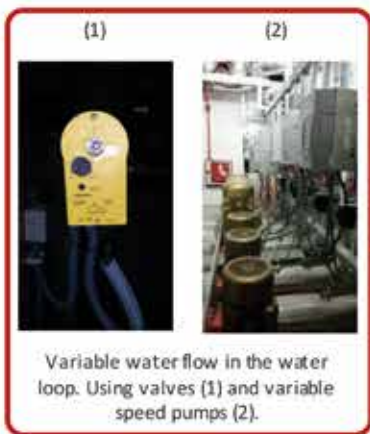 (1) (2)
Variable water flow in the water
loop. Using valves (1) and variable
speed pumps (2).